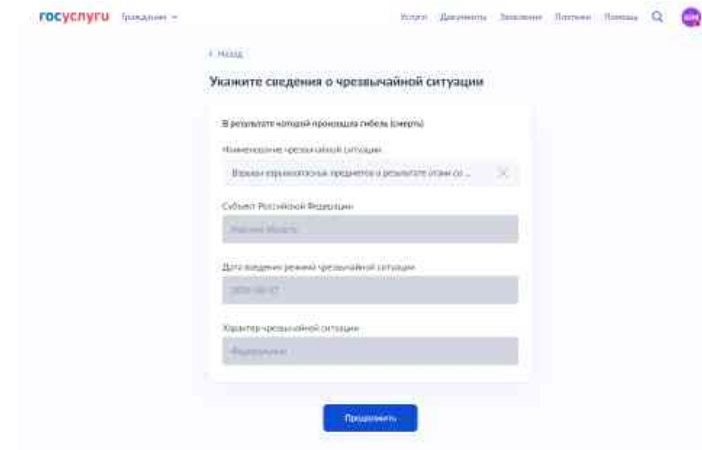 госуслуги Гражданам Услуги Документы Заявления Платежи Помощь
Назад
Укажите сведения о чрезвычайной ситуации
В результате которой произошла гибель (смерть)
Наименование чрезвычайной ситуации
Взрывы взрывоопасных предметов в результате атаки со ...
Субъект Российской Федерации
Дата введения режима чрезвычайной ситуации
Характер чрезвычайной ситуации
Продолжить